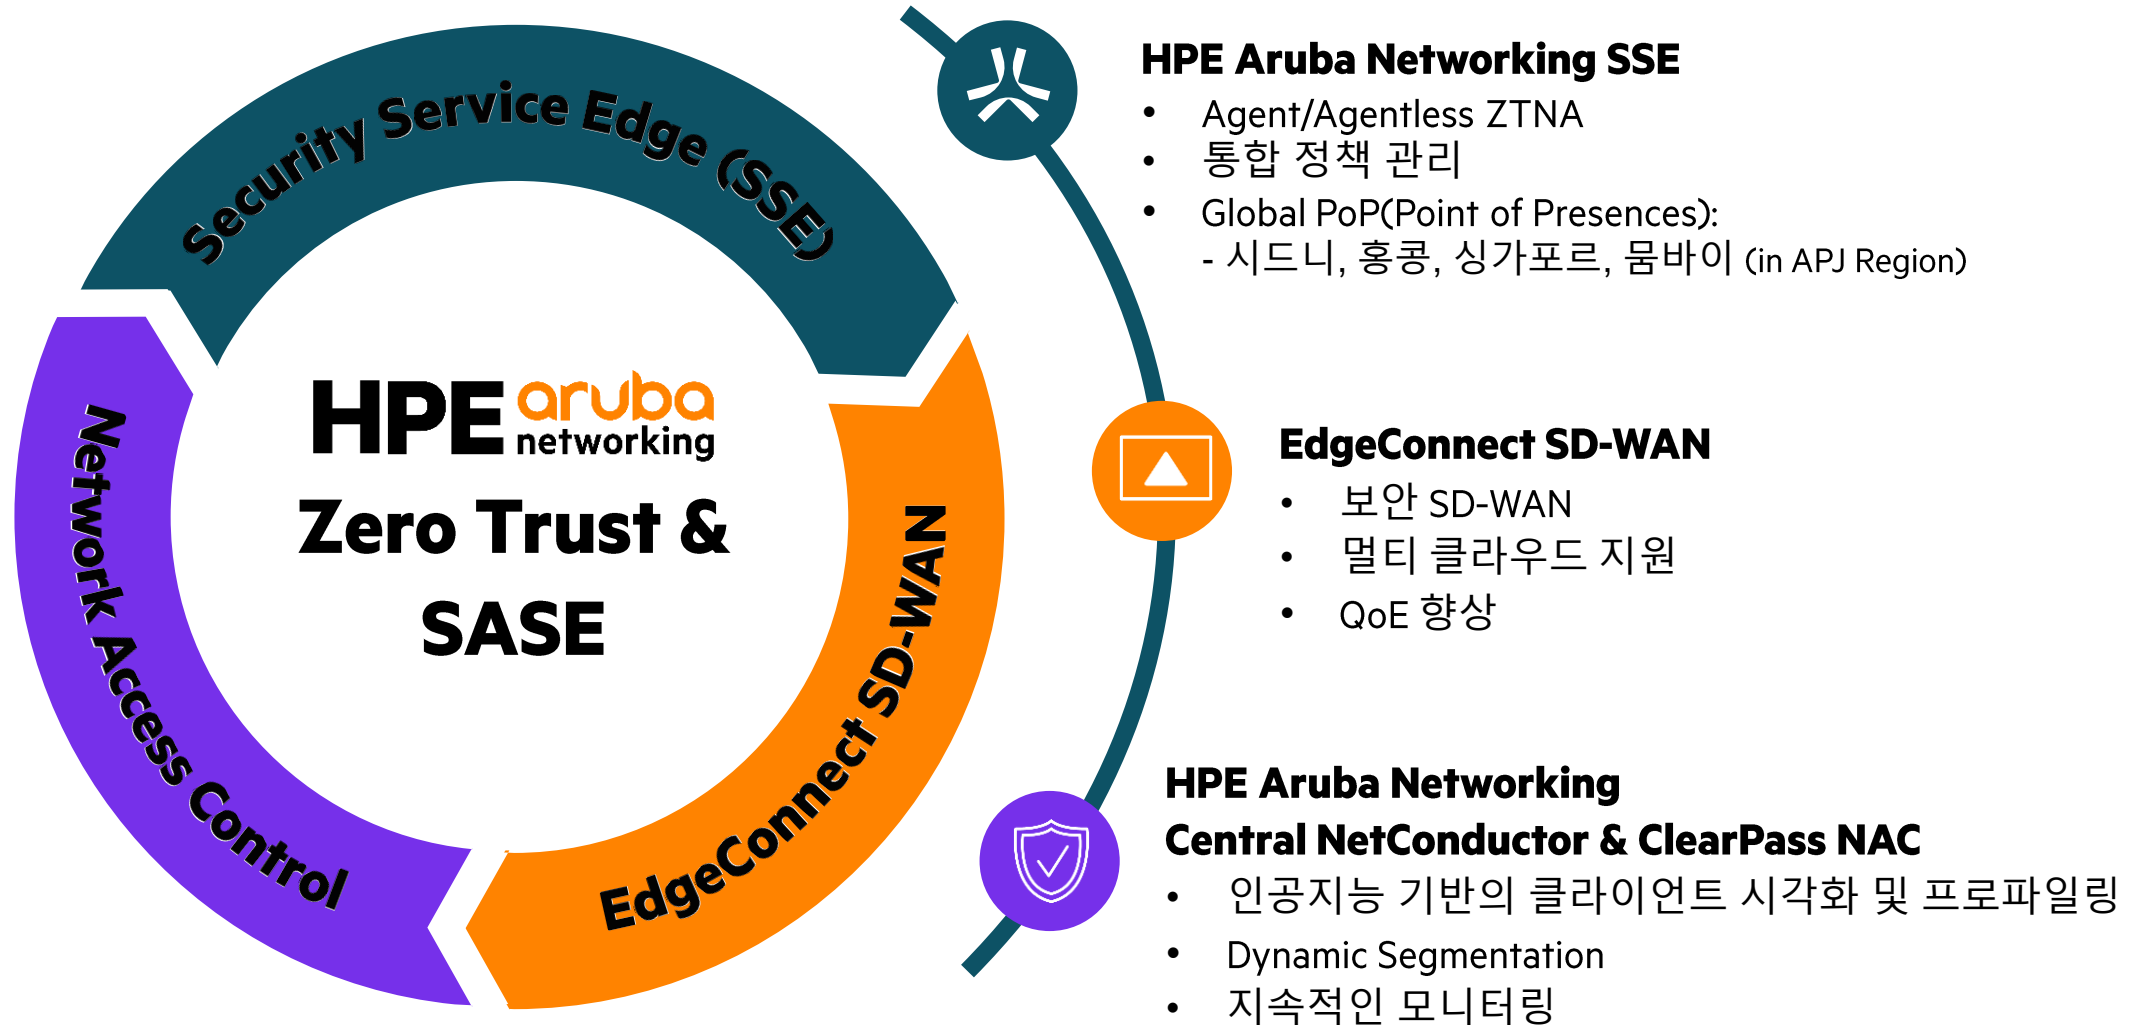 Security Service Edge (SSE)
Network Access Control
EdgeConnect SD-WAN
HPE aruba networking
Zero Trust &
SASE
HPE Aruba Networking SSE
• Agent/Agentless ZTNA
• 통합 정책 관리
• Global PoP(Point of Presences):
- 시드니, 홍콩, 싱가포르, 뭄바이 (in APJ Region)
EdgeConnect SD-WAN
• 보안 SD-WAN
• 멀티 클라우드 지원
• QoE 향상
HPE Aruba Networking
Central NetConductor & ClearPass NAC
• 인공지능 기반의 클라이언트 시각화 및 프로파일링
• Dynamic Segmentation
• 지속적인 모니터링